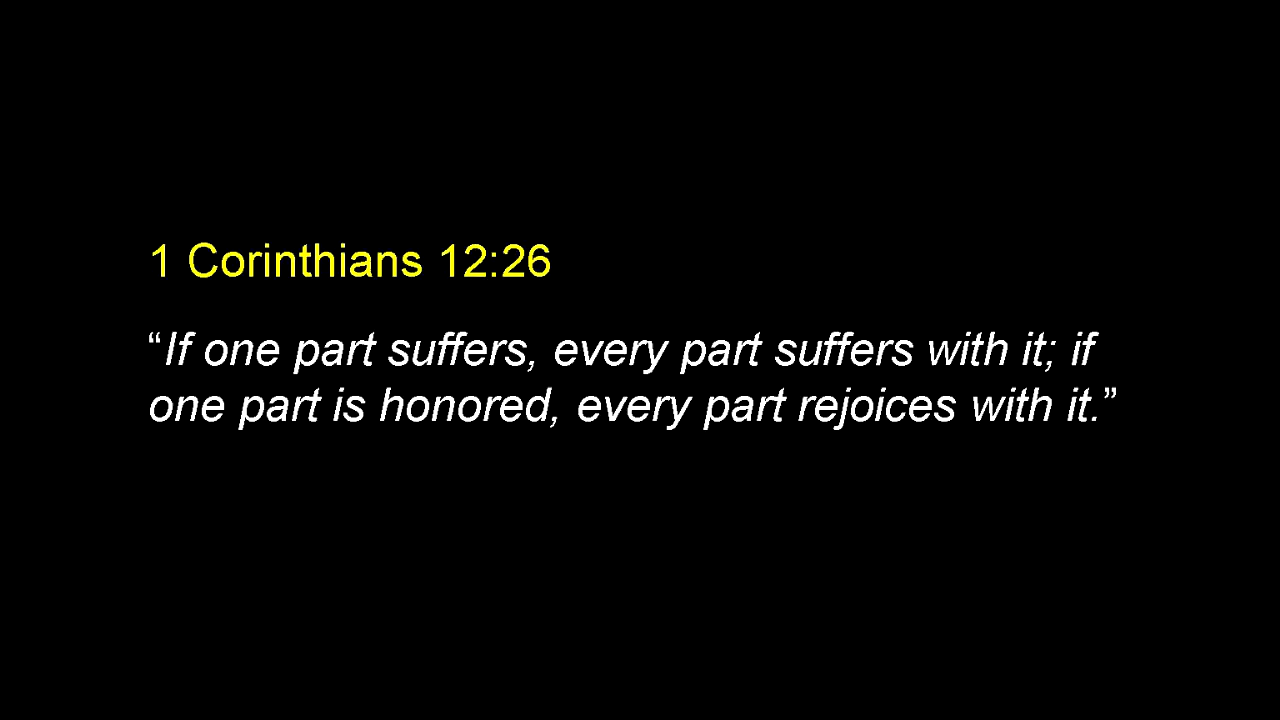 1 Corinthians 12:26
“If one part suffers, every part suffers with it; if
one part is honored, every part rejoices with it.”